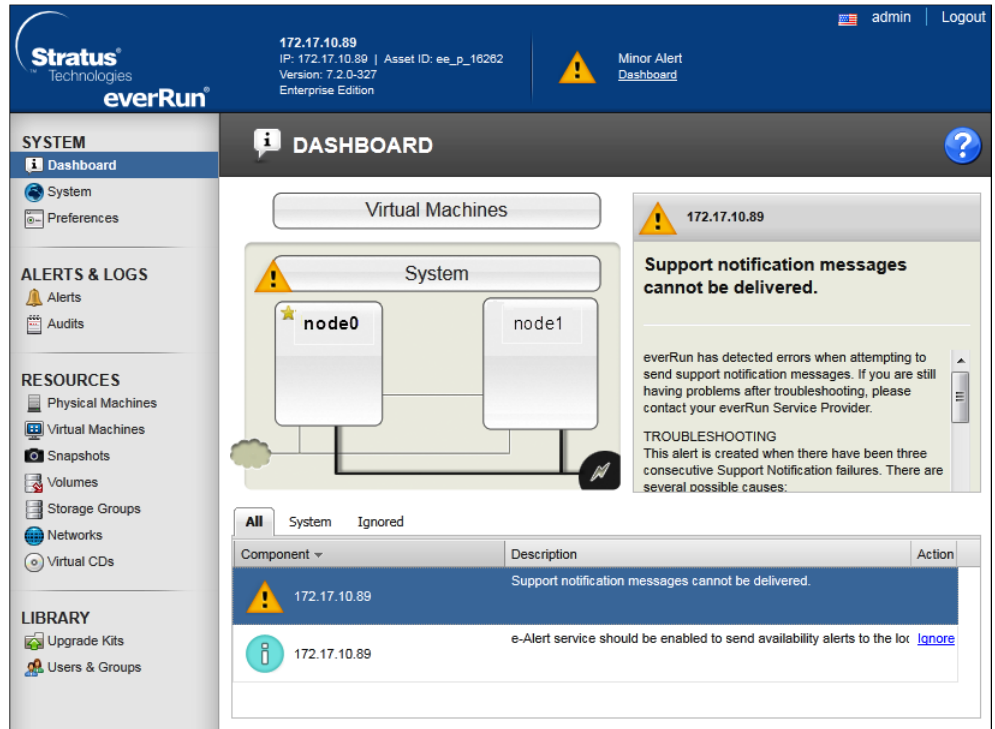 admin | Logout
Stratus®
™ Technologies
everRun®
172.17.10.89
IP: 172.17.10.89 | Asset ID: ee_p_16262
Version: 7.2.0-327
Enterprise Edition
Minor Alert
Dashboard
SYSTEM
Dashboard
System
Preferences
ALERTS & LOGS
Alerts
Audits
RESOURCES
Physical Machines
Virtual Machines
Snapshots
Volumes
Storage Groups
Networks
Virtual CDs
LIBRARY
Upgrade Kits
Users & Groups
DASHBOARD
?
Virtual Machines
System
node0
node1
172.17.10.89
Support notification messages
cannot be delivered.
everRun has detected errors when attempting to
send support notification messages. If you are still
having problems after troubleshooting, please
contact your everRun Service Provider.
TROUBLESHOOTING
This alert is created when there have been three
consecutive Support Notification failures. There are
several possible causes:
All System Ignored
Component Description Action
172.17.10.89 Support notification messages cannot be delivered.
172.17.10.89 e-Alert service should be enabled to send availability alerts to the loc Ignore